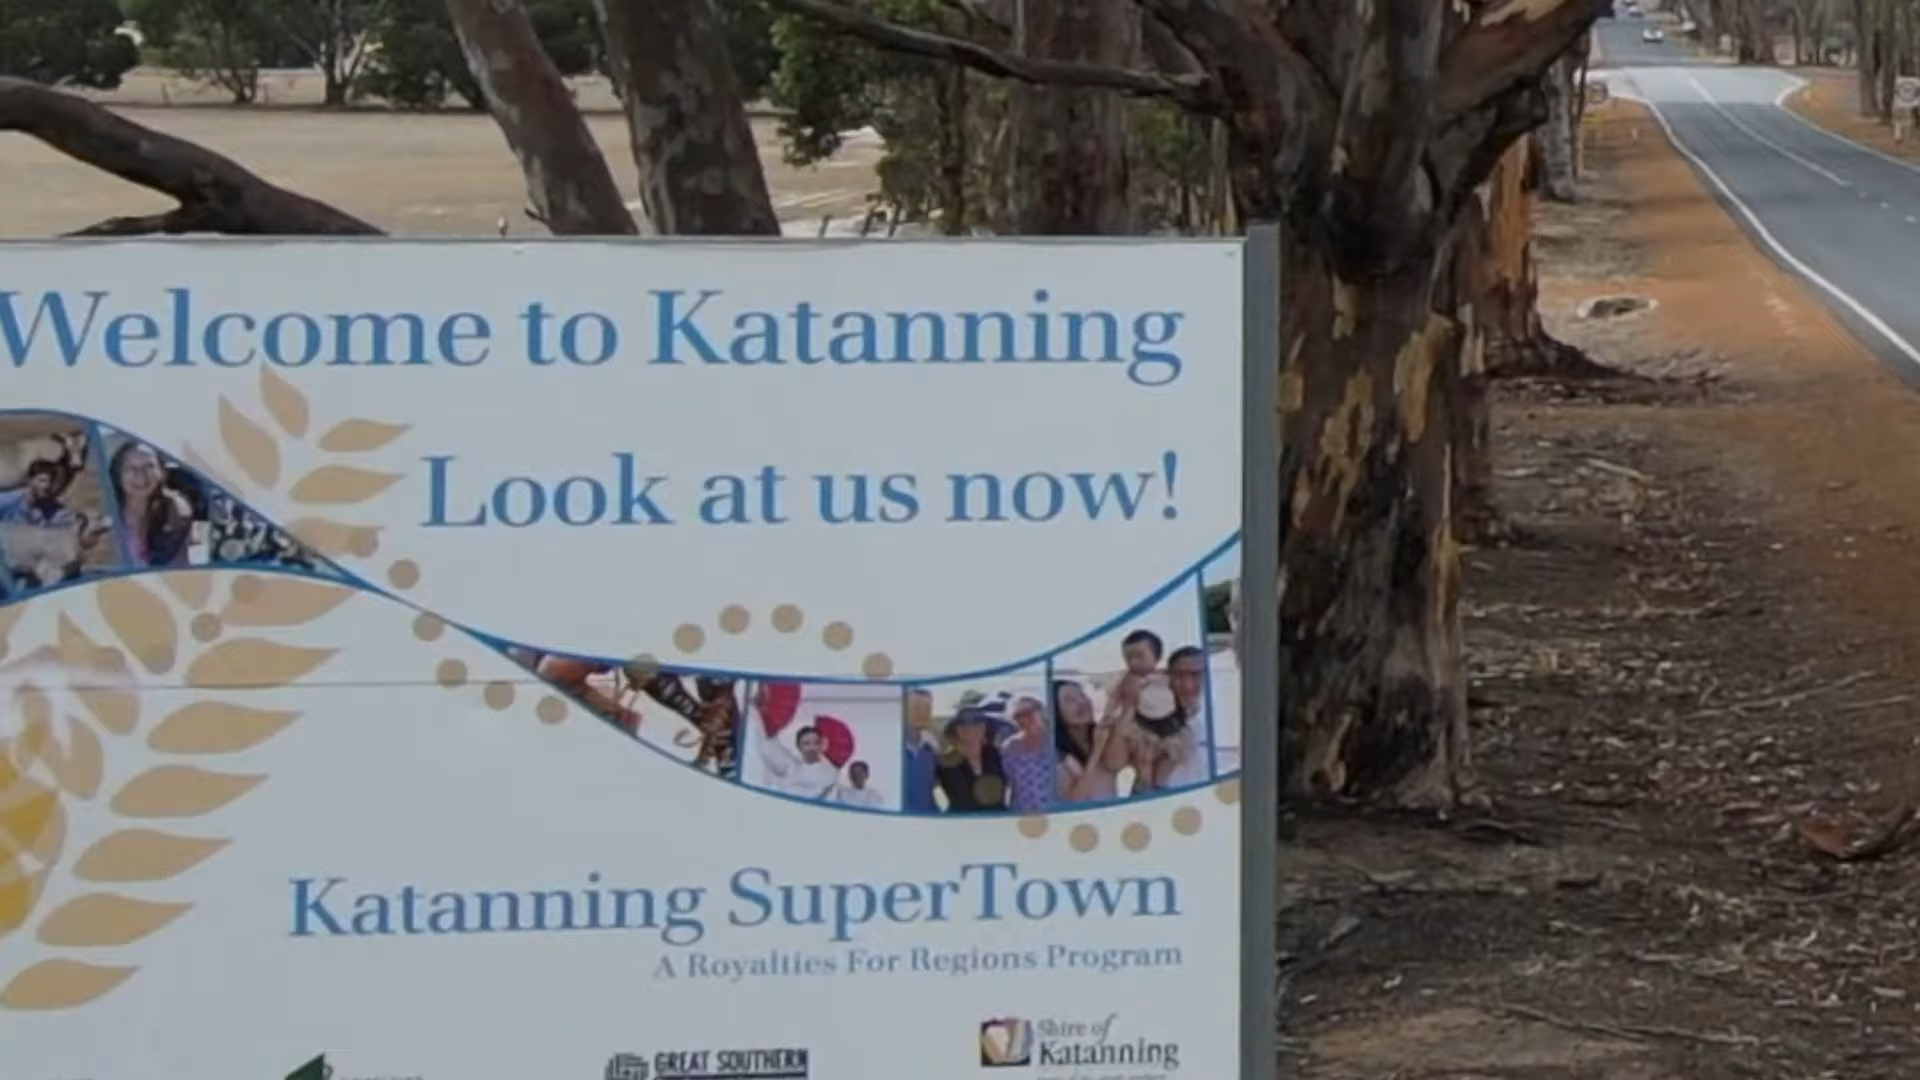 Welcome to Katanning
Look at us now!
Katanning SuperTown
A Royalties For Regions Program
Shire of
Katanning
GREAT SOUTHERN